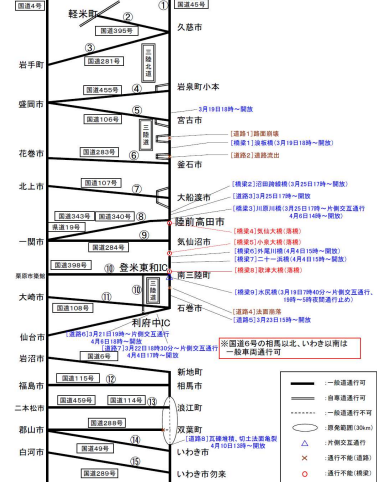 国道4号
①
国道45号
軽米町
②
国道395号
久慈市
③
国道281号
岩手町
三陸北道
国道455号
④
岩泉町小本
盛岡市
3月19日18時~開放
国道106号
⑤
宮古市
三陸道
[道路1]路面崩壊
[橋梁1]浪板橋(3月19日18時~開放)
国道283号
⑥
[道路2]道路流出
花巻市
釜石市
国道107号
北上市
⑦
大船渡市
[橋梁2]沼田跨線橋(3月25日17時~開放)
[道路3]3月25日17時~開放
[橋梁3]川原川橋(3月25日17時~片側交互通行
4月6日14時~開放)
国道343号
国道340号
⑧
陸前高田市
県道19号
[橋梁4]気仙大橋(落橋)
一関市
⑨
気仙沼市
[橋梁5]小泉大橋(落橋)
国道284号
[橋梁6]外尾川橋(4月4日15時~開放)
[橋梁7]二十一浜橋(4月4日15時~開放)
国道398号
⑩
登米東和IC
[橋梁8]歌津大橋(落橋)
栗原市築館
南三陸町
三陸道
⑩
[橋梁9]水尻橋(3月19日7時40分~片側交互通行、
19時~5時夜間通行止め)
大崎市
⑪
国道108号
石巻市
[道路4]法面崩落
[道路5]3月23日15時~開放
利府中IC
仙台市
[道路6]3月21日19時~片側交互通行
4月6日18時~開放
[道路7]3月22日18時30分~片側交互通行
4月4日17時~開放
※国道6号の相馬以北、いわき以南は
一般車両通行可
岩沼市
国道6号
新地町
福島市
国道115号
⑫
相馬市
二本松市
国道459号
国道114号
⑬
浪江町
郡山市
国道288号
双葉町
⑭
[道路8]瓦礫堆積、切土法面亀裂
4月10日13時~開放
白河市
国道49号
いわき市
⑮
国道289号
いわき市勿来
:一般道通行可
:自専道通行可
:一般道通行不可
:原発範囲(30km)
:片側交互通行
:通行不能(道路)
:通行不能(橋梁)